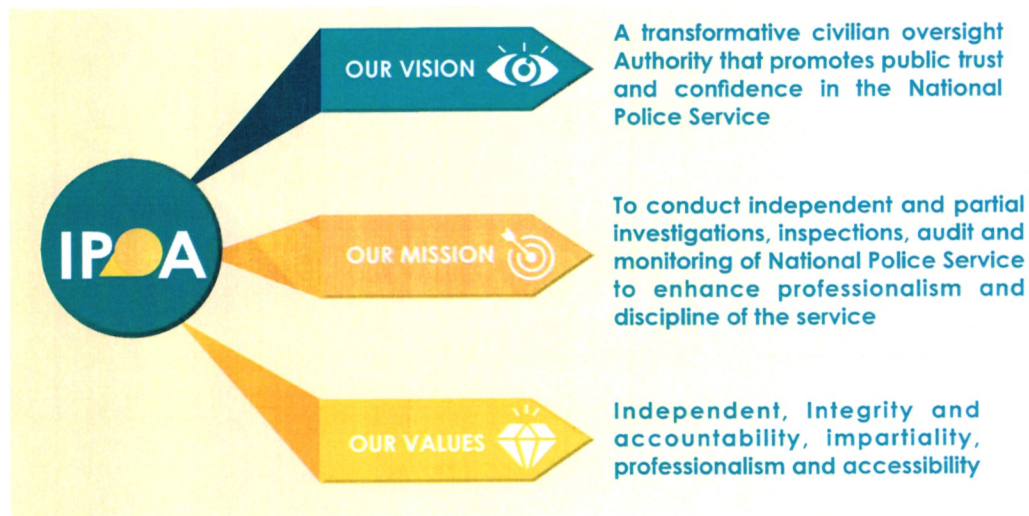 OUR VISION
A transformative civilian oversight
Authority that promotes public trust
and confidence in the National
Police Service
IPOA
OUR MISSION
To conduct independent and partial
investigations, inspections, audit and
monitoring of National Police Service
to enhance professionalism and
discipline of the service
OUR VALUES
Independent, Integrity and
accountability, impartiality,
professionalism and accessibility